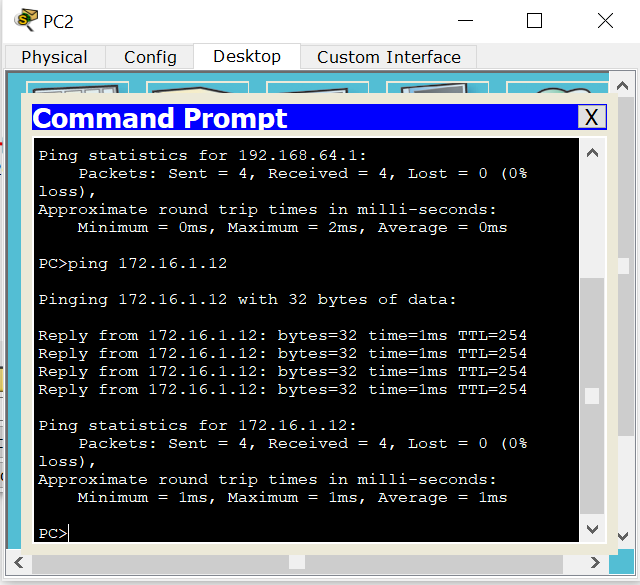 PC2
Physical Config Desktop Custom Interface
Command Prompt X
Ping statistics for 192.168.64.1:
Packets: Sent = 4, Received = 4, Lost = 0 (0%
loss),
Approximate round trip times in milli-seconds:
Minimum = 0ms, Maximum = 2ms, Average = 0ms
PC>ping 172.16.1.12
Pinging 172.16.1.12 with 32 bytes of data:
Reply from 172.16.1.12: bytes=32 time=1ms TTL=254
Reply from 172.16.1.12: bytes=32 time=1ms TTL=254
Reply from 172.16.1.12: bytes=32 time=1ms TTL=254
Reply from 172.16.1.12: bytes=32 time=1ms TTL=254
Ping statistics for 172.16.1.12:
Packets: Sent = 4, Received = 4, Lost = 0 (0%
loss),
Approximate round trip times in milli-seconds:
Minimum = 1ms, Maximum = 1ms, Average = 1ms
PC>